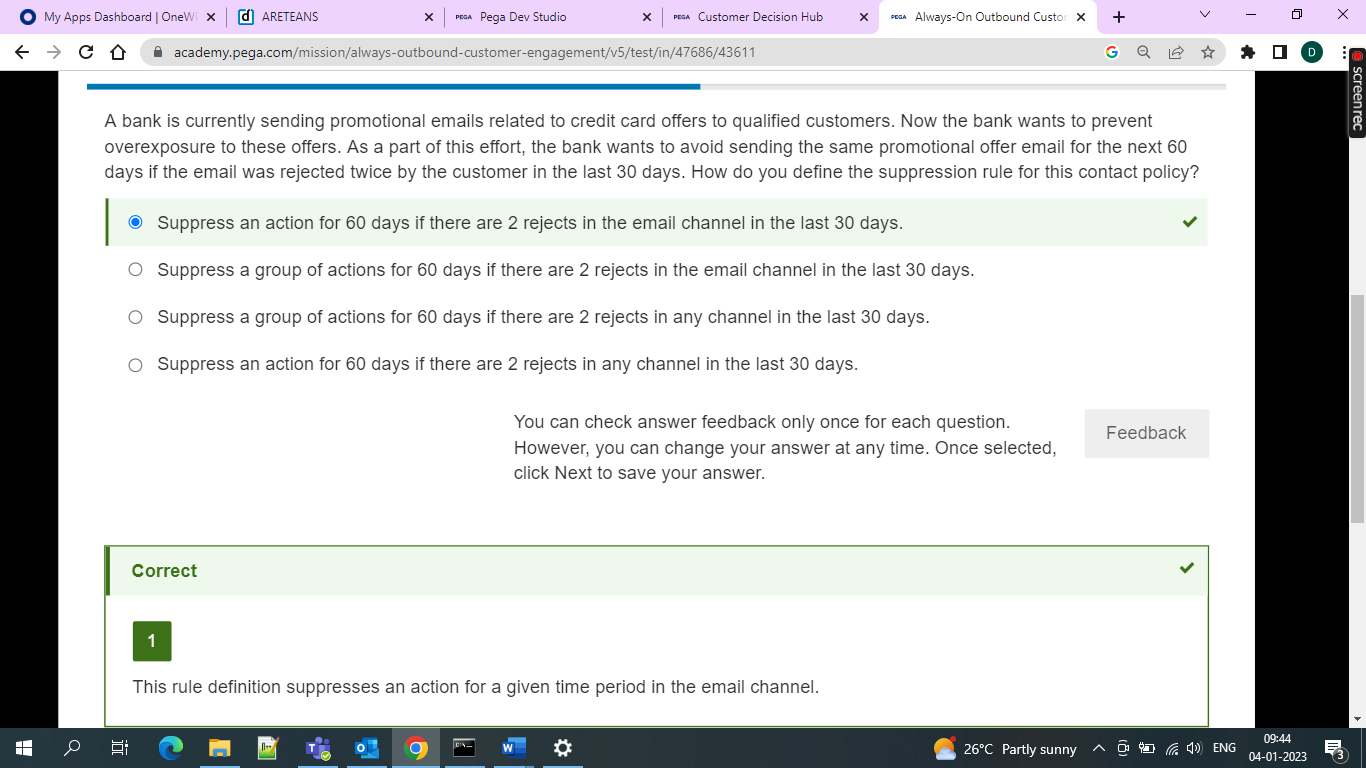 My Apps Dashboard | OneW
ARETEANS
PEGA Pega Dev Studio
PEGA Customer Decision Hub
PEGA Always-On Outbound Custor
academy.pega.com/mission/always-outbound-customer-engagement/v5/test/in/47686/43611
D
screenrec
A bank is currently sending promotional emails related to credit card offers to qualified customers. Now the bank wants to prevent
overexposure to these offers. As a part of this effort, the bank wants to avoid sending the same promotional offer email for the next 60
days if the email was rejected twice by the customer in the last 30 days. How do you define the suppression rule for this contact policy?
Suppress an action for 60 days if there are 2 rejects in the email channel in the last 30 days.
Suppress a group of actions for 60 days if there are 2 rejects in the email channel in the last 30 days.
Suppress a group of actions for 60 days if there are 2 rejects in any channel in the last 30 days.
Suppress an action for 60 days if there are 2 rejects in any channel in the last 30 days.
You can check answer feedback only once for each question.
However, you can change your answer at any time. Once selected,
click Next to save your answer.
Feedback
Correct
1
This rule definition suppresses an action for a given time period in the email channel.
26°C Partly sunny
ENG
09:44
04-01-2023
3